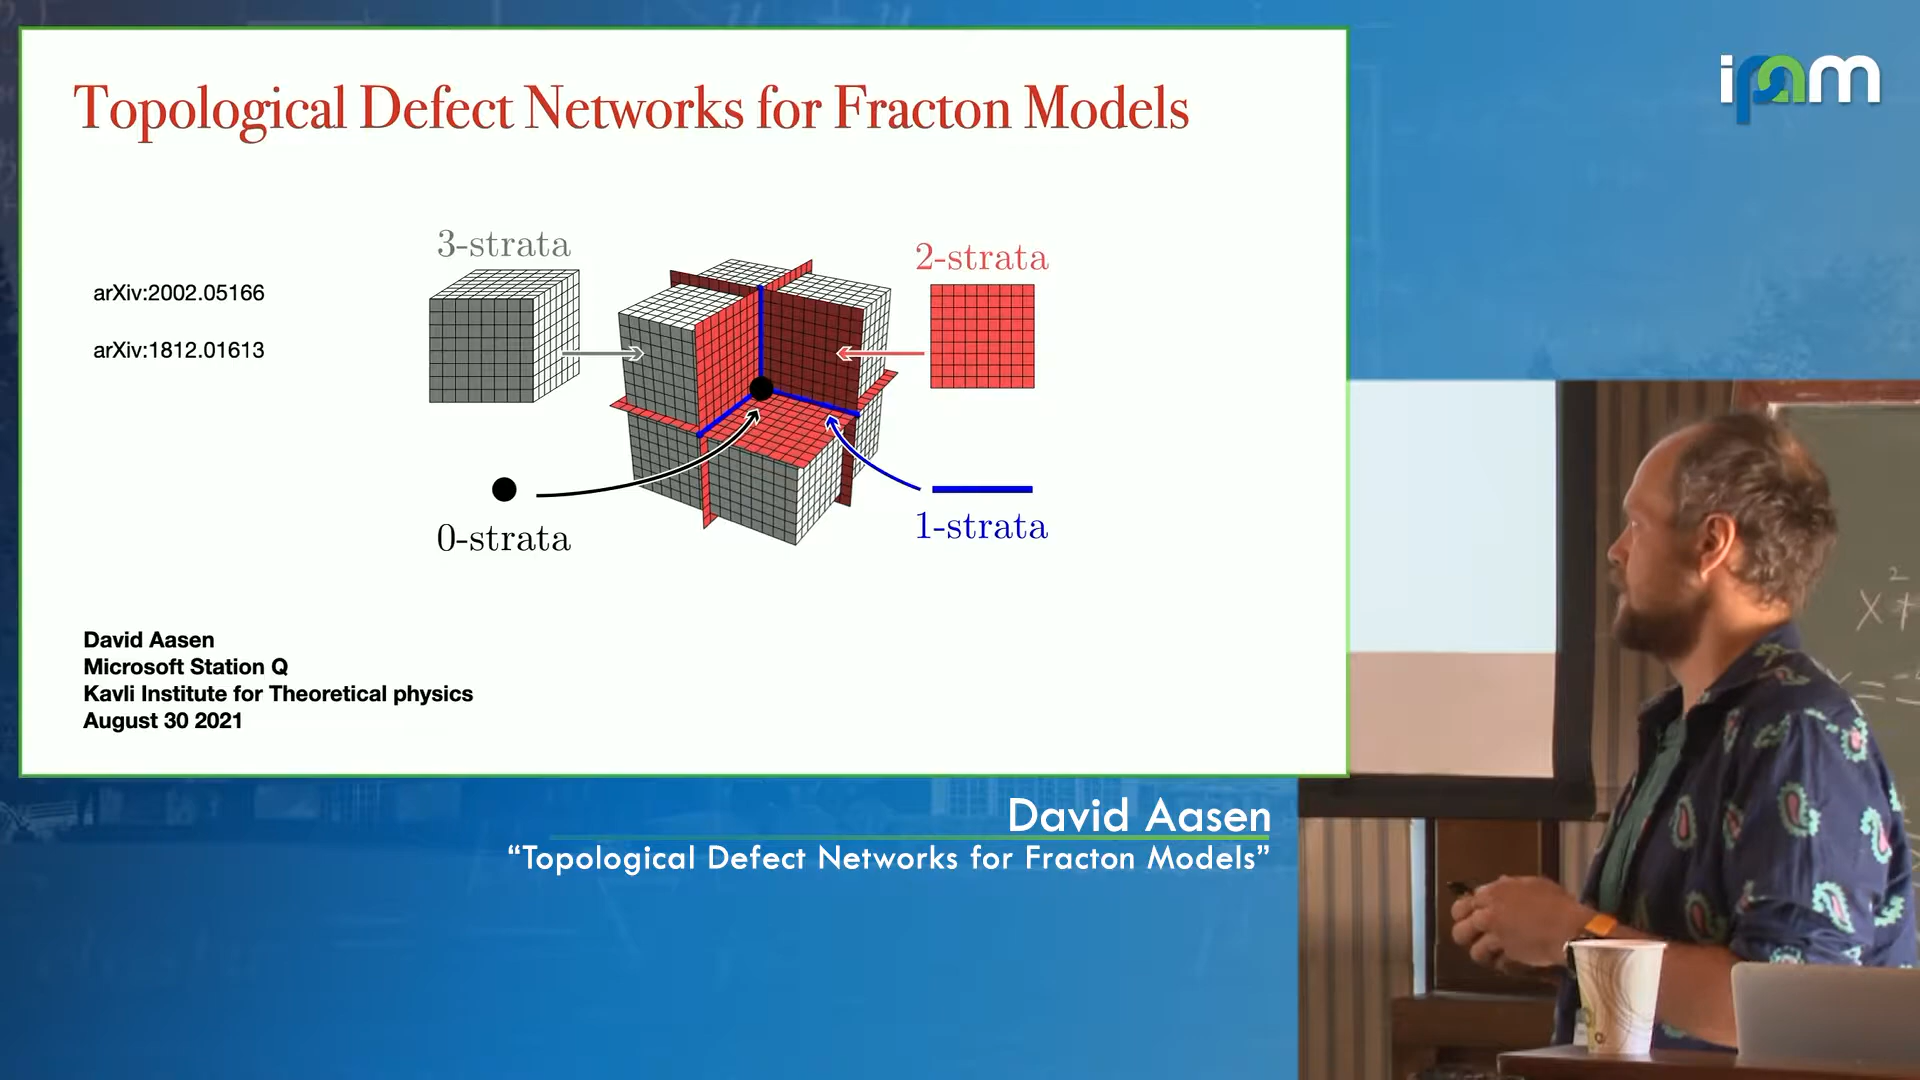 Topological Defect Networks for Fracton Models
ipam
3-strata
2-strata
arXiv:2002.05166
arXiv:1812.01613
0-strata
1-strata
David Aasen
Microsoft Station Q
Kavli Institute for Theoretical physics
August 30 2021
David Aasen
“Topological Defect Networks for Fracton Models”